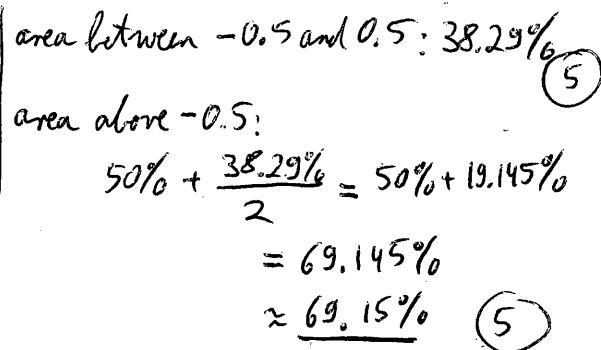 area between -0.5 and 0.5: 38.29%
5
area above -0.5:
50% + 38.29%/2 = 50% + 19.145%
= 69.145%
≈ 69.15% 5